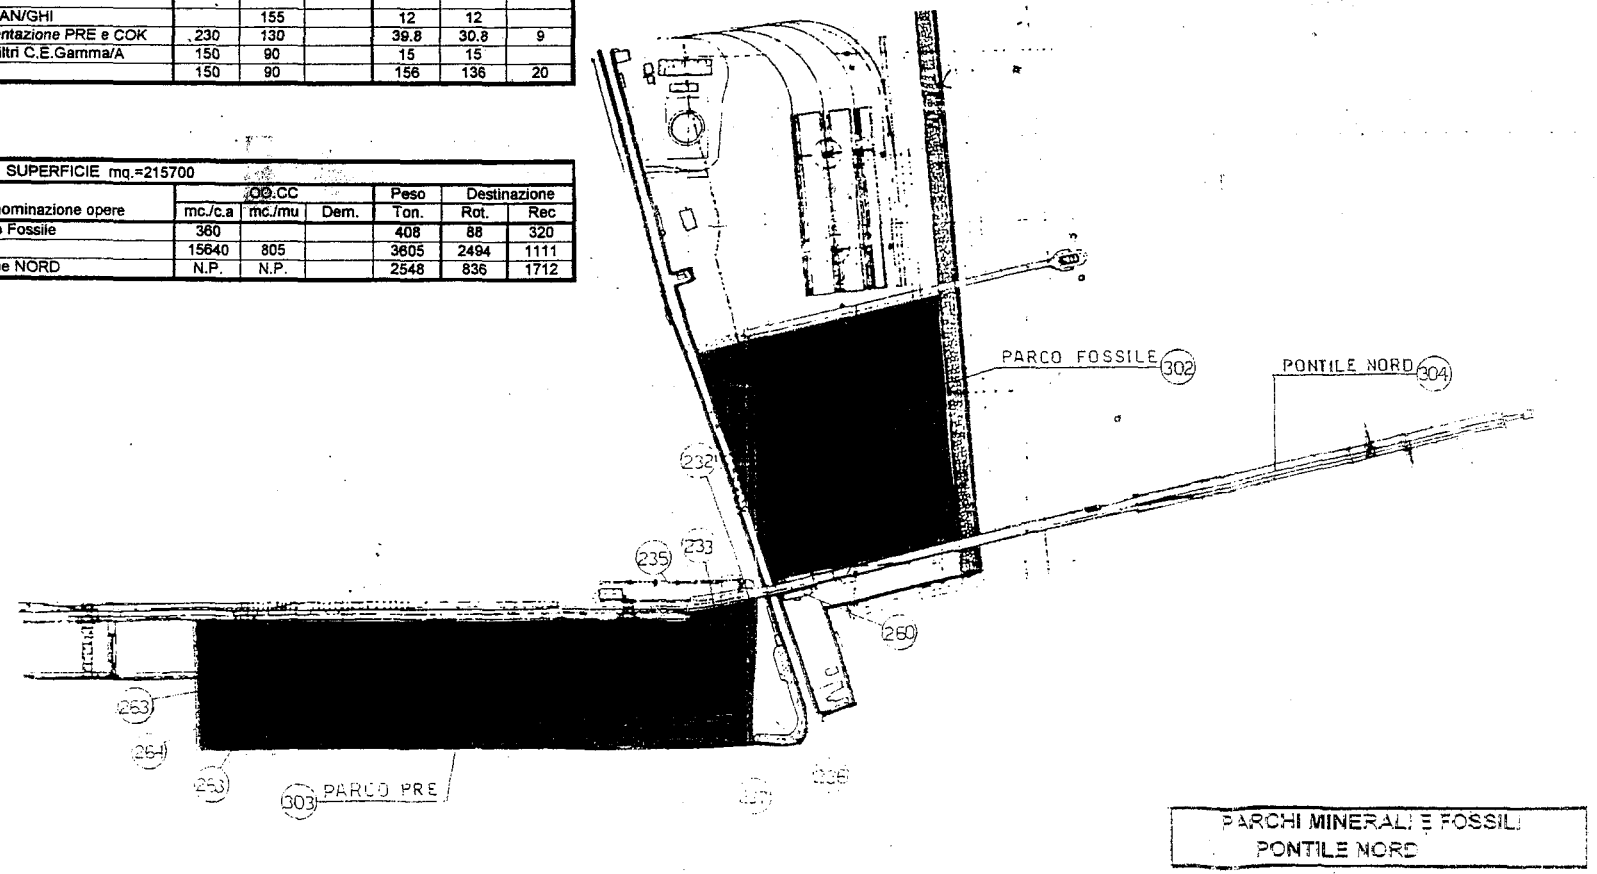 AN/GHI 155 12 12
ntazione PRE e COK 230 130 39.8 30.8 9
iltri C.E.Gamma/A 150 90 15 15
150 90 156 136 20
SUPERFICIE mq.=215700
OO.CC Peso Destinazione
nominazione opere mc./c.a mc./mu Dem. Ton. Rot. Rec
o Fossile 360 408 88 320
15640 805 3605 2494 1111
e NORD N.P. N.P. 2548 836 1712
PARCO FOSSILE 302
PONTILE NORD 304
232
233
235
260
263
264
263
303 PARCO PRE
PARCHI MINERALI E FOSSILI
PONTILE NORD